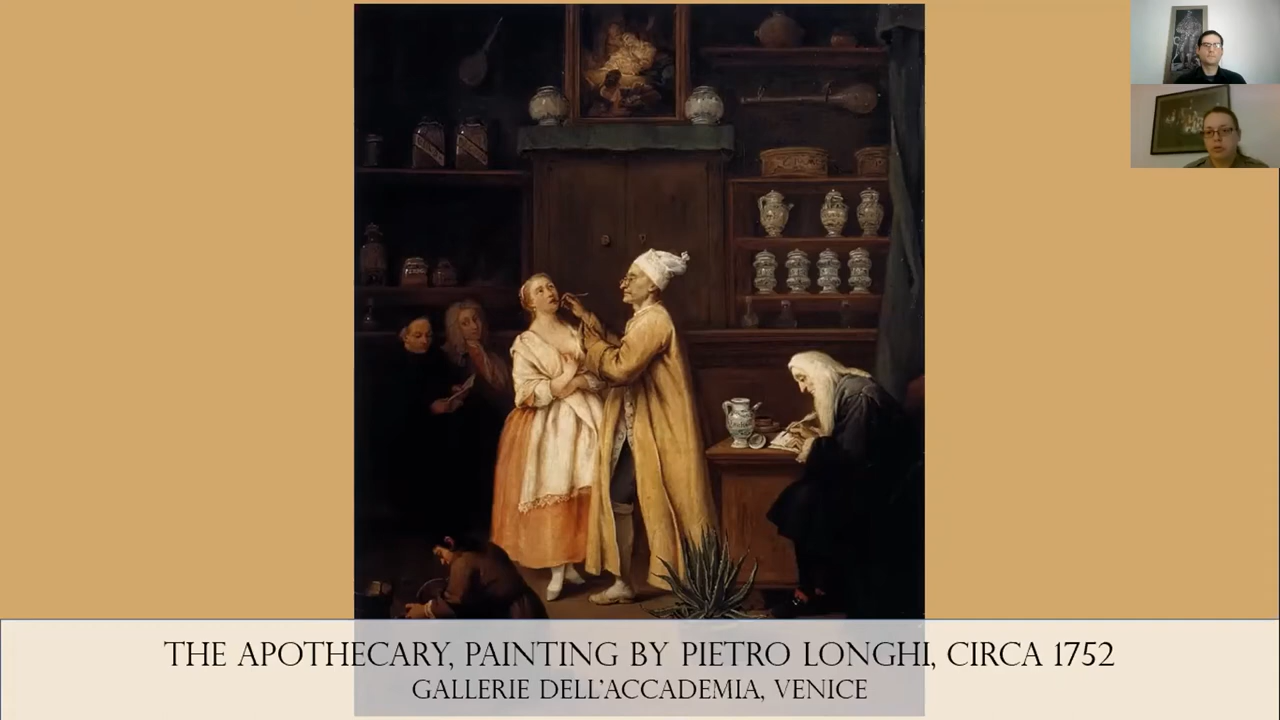 THE APOTHECARY, PAINTING BY PIETRO LONGHI, CIRCA 1752
GALLERIE DELL'ACCADEMIA, VENICE